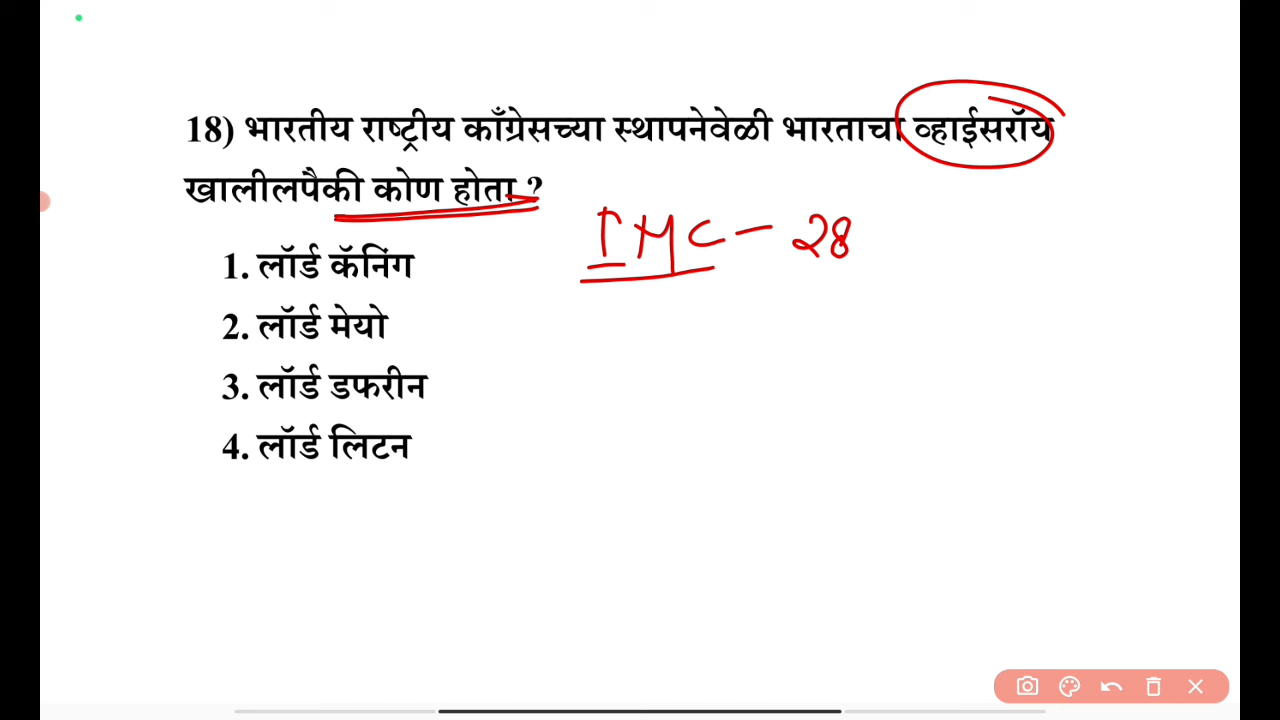 18) भारतीय राष्ट्रीय काँग्रेसच्या स्थापनेवेळी भारताचा व्हाईसरॉय
खालीलपैकी कोण होता ?
INC - 28
1. लॉर्ड कॅनिंग
2. लॉर्ड मेयो
3. लॉर्ड डफरीन
4. लॉर्ड लिटन